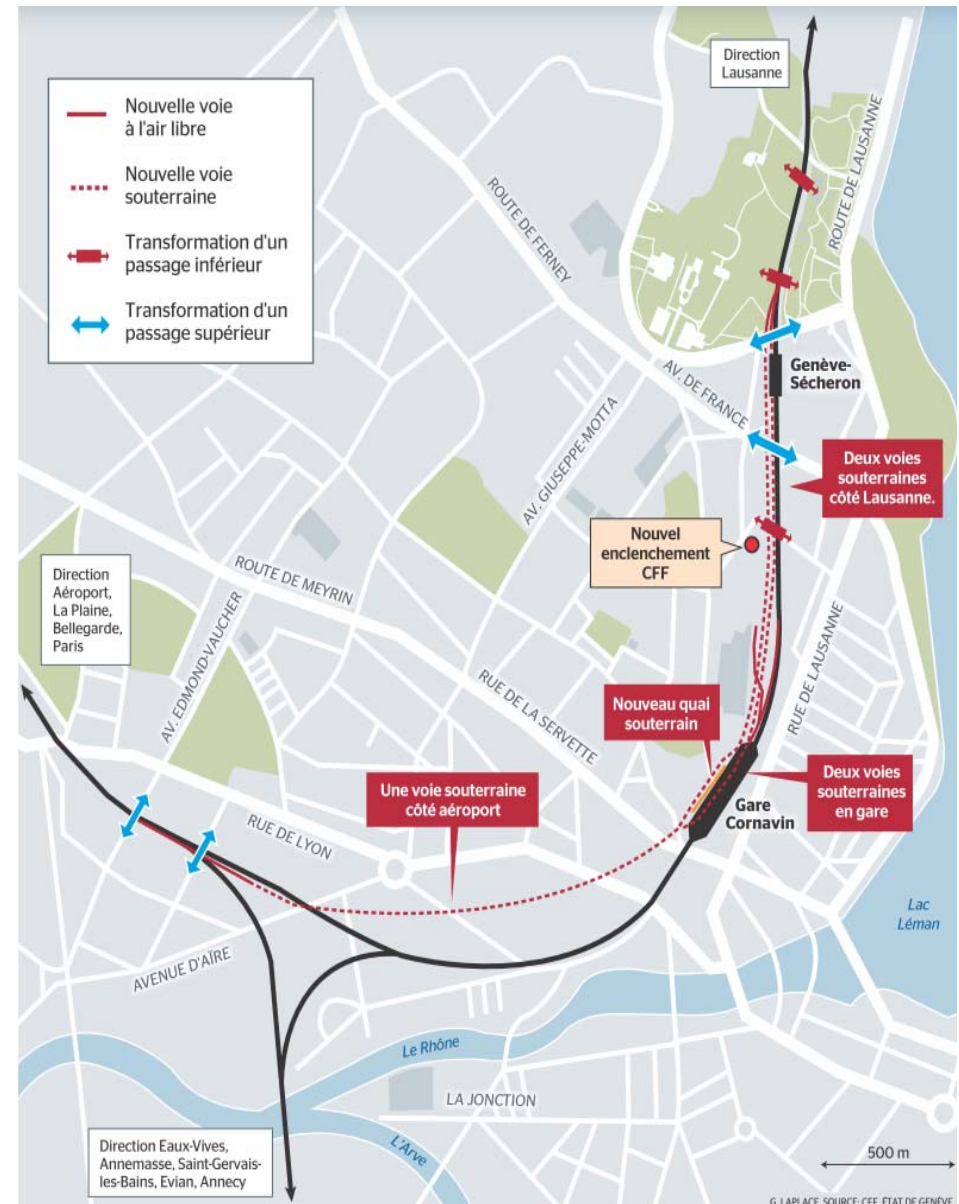 Nouvelle voie
à l'air libre
Nouvelle voie
souterraine
Transformation d'un
passage inférieur
Transformation d'un
passage supérieur
Direction
Lausanne
ROUTE DE LAUSANNE
ROUTE DE FERNEY
Genève-
Sécheron
AV. DE FRANCE
AV. GIUSEPPE-MOTTA
Deux voies
souterraines
côté Lausanne.
Nouvel
enclenchement
CFF
ROUTE DE MEYRIN
Direction
Aéroport,
La Plaine,
Bellegarde,
Paris
AV. EDMOND-VAUCHER
RUE DE LAUSANNE
RUE DE LA SERVETTE
Nouveau quai
souterrain
Une voie souterraine
côté aéroport
Deux voies
souterraines
en gare
Gare
Cornavin
RUE DE LYON
Lac
Léman
AVENUE D'AÏRE
Le Rhône
LA JONCTION
L'Arve
Direction Eaux-Vives,
Annemasse, Saint-Gervais-
les-Bains, Evian, Annecy
500 m
G. LAPLACE. SOURCE: CFF, ÉTAT DE GENÈVE